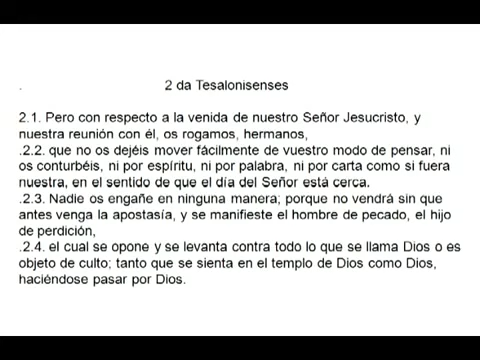 . 2 da Tesalonisenses
2.1. Pero con respecto a la venida de nuestro Señor Jesucristo, y
nuestra reunión con él, os rogamos, hermanos,
.2.2. que no os dejéis mover fácilmente de vuestro modo de pensar, ni
os conturbéis, ni por espíritu, ni por palabra, ni por carta como si fuera
nuestra, en el sentido de que el día del Señor está cerca.
.2.3. Nadie os engañe en ninguna manera; porque no vendrá sin que
antes venga la apostasía, y se manifieste el hombre de pecado, el hijo
de perdición,
.2.4. el cual se opone y se levanta contra todo lo que se llama Dios o es
objeto de culto; tanto que se sienta en el templo de Dios como Dios,
haciéndose pasar por Dios.